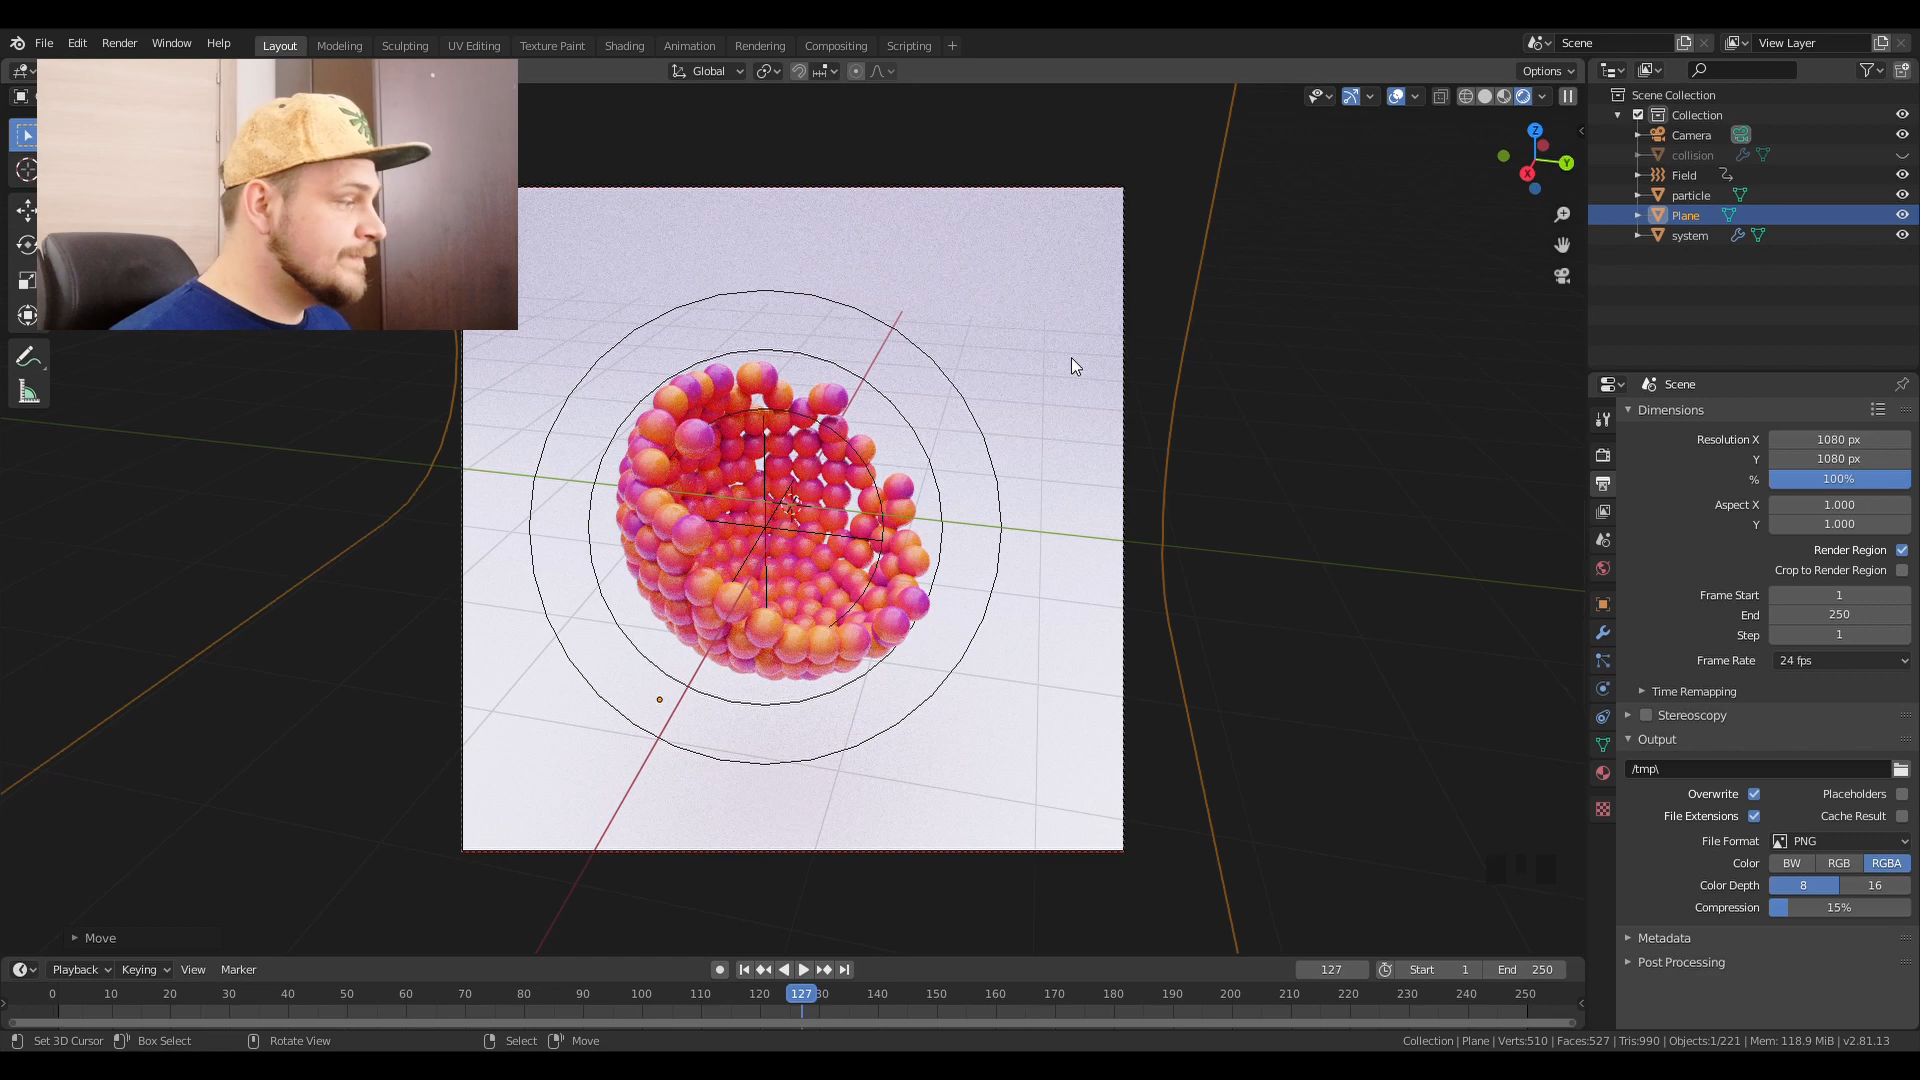 File Edit Render Window Help Layout Modeling Sculpting UV Editing Texture Paint Shading Animation Rendering Compositing Scripting + Scene View Layer
Global Options
Scene Collection
Collection
Camera
collision
Field
particle
Plane
system
Z
Y
X
Scene
Dimensions
Resolution X 1080 px
Y 1080 px
% 100%
Aspect X 1.000
Y 1.000
Render Region
Crop to Render Region
Frame Start 1
End 250
Step 1
Frame Rate 24 fps
Time Remapping
Stereoscopy
Output
/tmp\
Overwrite Placeholders
File Extensions Cache Result
File Format PNG
Color BW RGB RGBA
Color Depth 8 16
Compression 15%
Metadata
Post Processing
Move
Playback Keying View Marker 127 Start 1 End 250
0 10 20 30 40 50 60 70 80 90 100 110 120 127 30 140 150 160 170 180 190 200 210 220 230 240 250
Set 3D Cursor Box Select Rotate View Select Move Collection | Plane | Verts:510 | Faces:527 | Tris:990 | Objects:1/221 | Mem: 118.9 MiB | v2.81.13